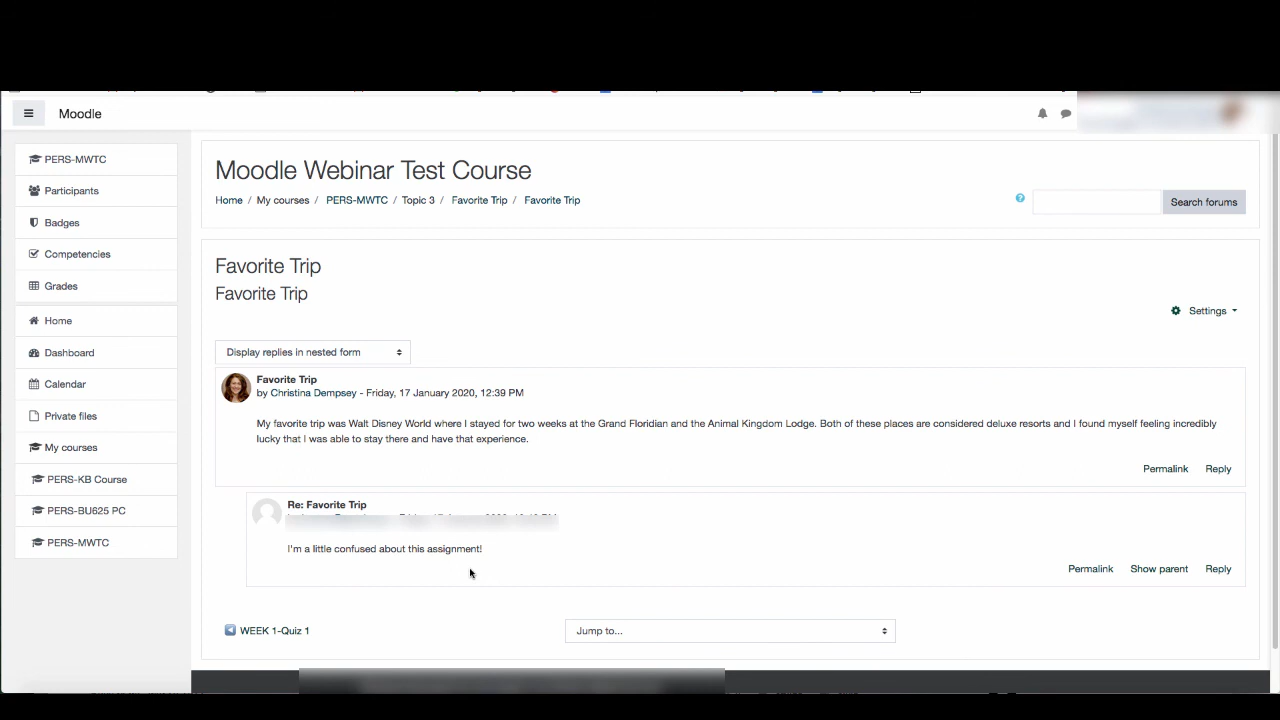 Moodle
PERS-MWTC
Participants
Badges
Competencies
Grades
Home
Dashboard
Calendar
Private files
My courses
PERS-KB Course
PERS-BU625 PC
PERS-MWTC
Moodle Webinar Test Course
Home / My courses / PERS-MWTC / Topic 3 / Favorite Trip / Favorite Trip
Search forums
Favorite Trip
Favorite Trip
Settings
Display replies in nested form
Favorite Trip
by Christina Dempsey - Friday, 17 January 2020, 12:39 PM
My favorite trip was Walt Disney World where I stayed for two weeks at the Grand Floridian and the Animal Kingdom Lodge. Both of these places are considered deluxe resorts and I found myself feeling incredibly
lucky that I was able to stay there and have that experience.
Permalink Reply
Re: Favorite Trip
I'm a little confused about this assignment!
Permalink Show parent Reply
WEEK 1-Quiz 1
Jump to...